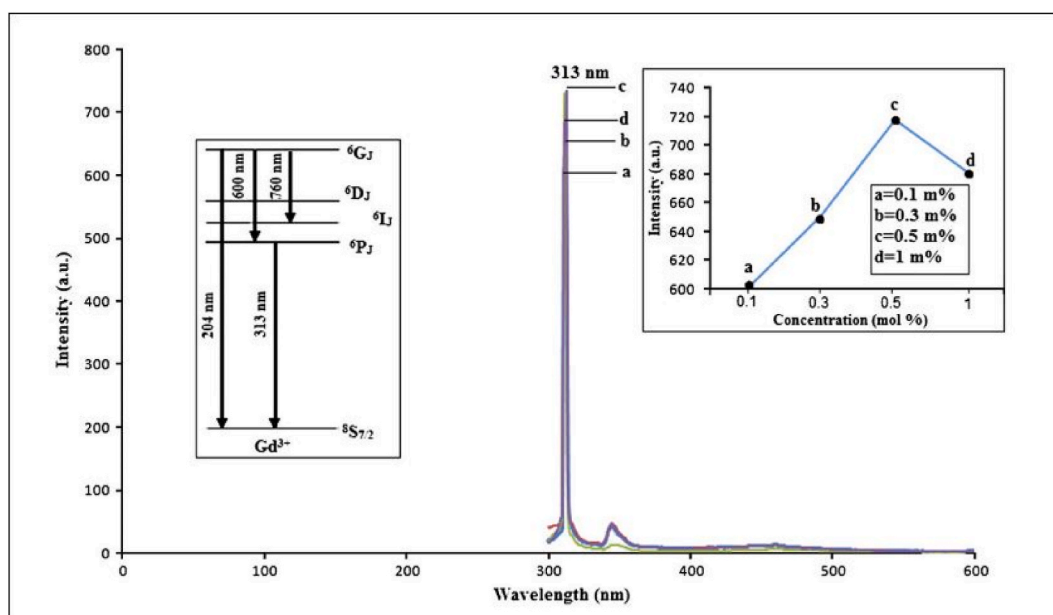 800
700
600
500
400
300
200
100
0
Intensity (a.u.)
0
100
200
300
400
500
600
Wavelength (nm)
313 nm
c
d
b
a
⁶G_J
⁶D_J
⁶I_J
⁶P_J
⁸S_7/2
204 nm
600 nm
760 nm
313 nm
Gd³⁺
740
720
700
680
660
640
620
600
Intensity (a.u.)
a
b
c
d
a=0.1 m%
b=0.3 m%
c=0.5 m%
d=1 m%
0.1
0.3
0.5
1
Concentration (mol %)